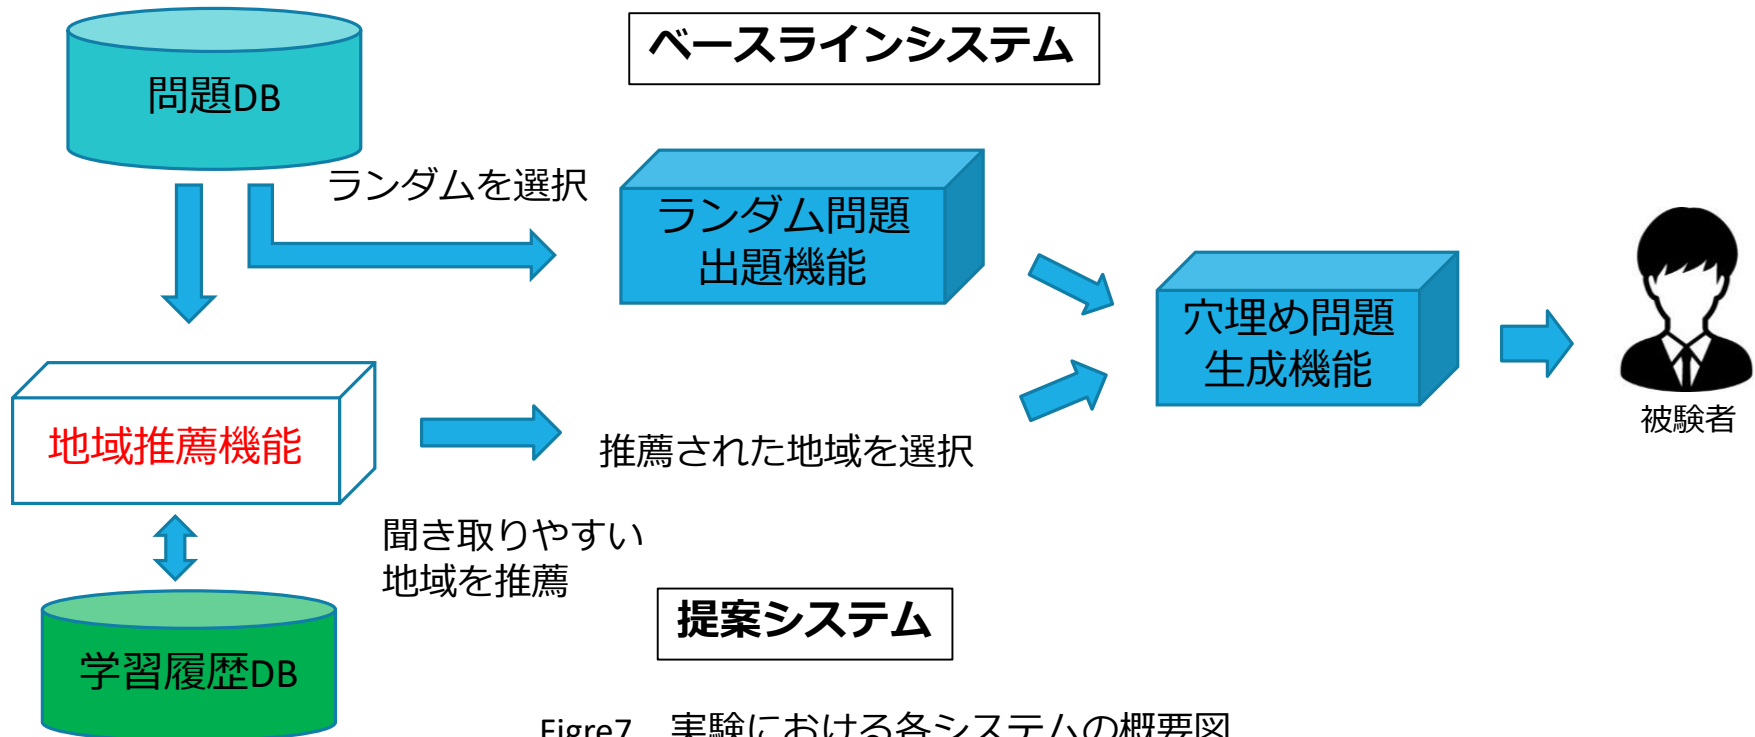 ベースラインシステム
問題DB
ランダムを選択
ランダム問題
出題機能
穴埋め問題
生成機能
被験者
地域推薦機能
推薦された地域を選択
聞き取りやすい
地域を推薦
提案システム
学習履歴DB
Figre7　実験における各システムの概要図